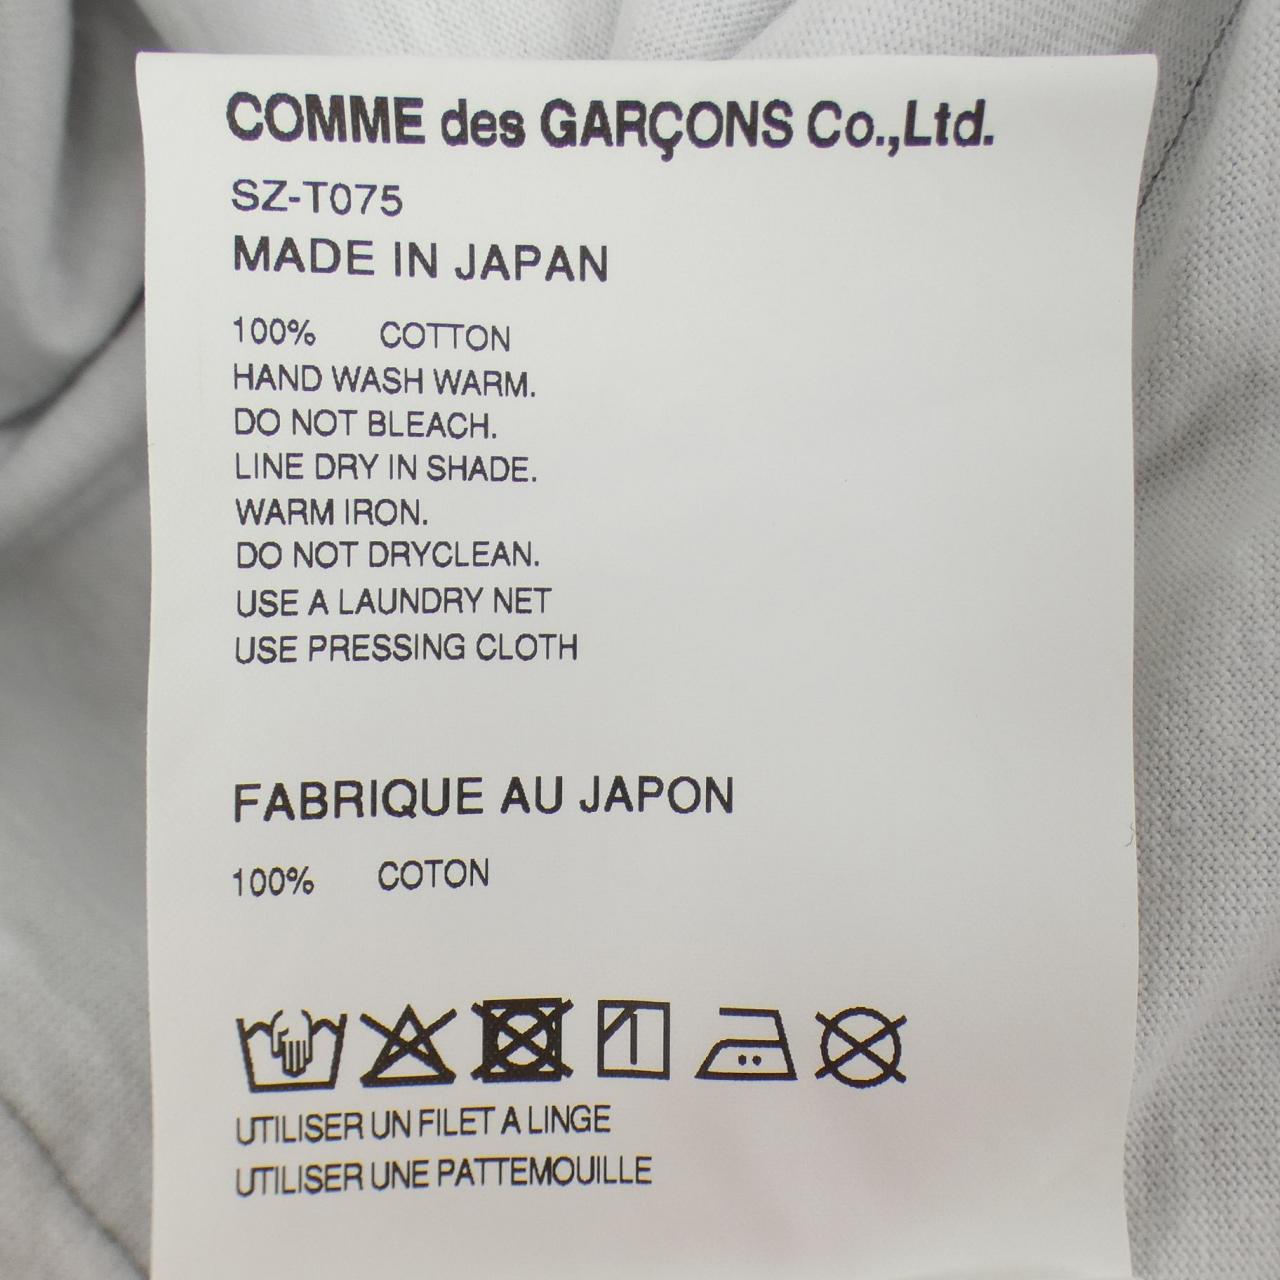 COMME des GARÇONS Co.,Ltd.
SZ-T075
MADE IN JAPAN
100% COTTON
HAND WASH WARM.
DO NOT BLEACH.
LINE DRY IN SHADE.
WARM IRON.
DO NOT DRYCLEAN.
USE A LAUNDRY NET
USE PRESSING CLOTH
FABRIQUE AU JAPON
100% COTON
UTILISER UN FILET A LINGE
UTILISER UNE PATTEMOUILLE